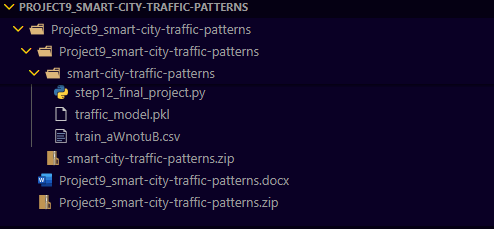 PROJECT9_SMART-CITY-TRAFFIC-PATTERNS
Project9_smart-city-traffic-patterns
Project9_smart-city-traffic-patterns
smart-city-traffic-patterns
step12_final_project.py
traffic_model.pkl
train_aWnotuB.csv
smart-city-traffic-patterns.zip
Project9_smart-city-traffic-patterns.docx
Project9_smart-city-traffic-patterns.zip